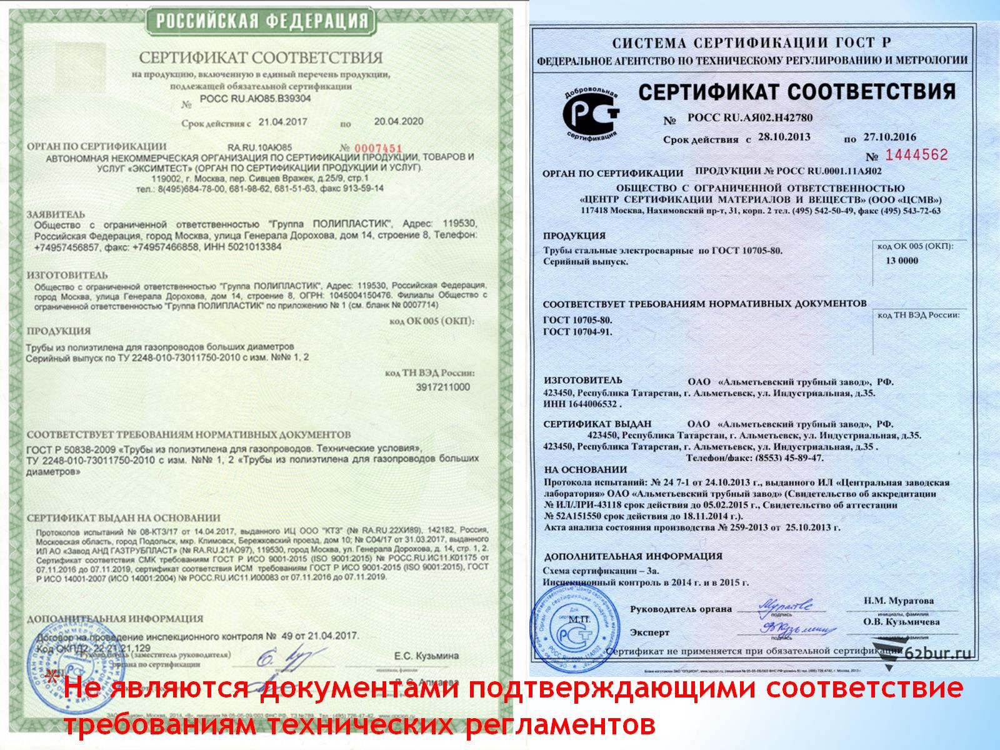 РОССИЙСКАЯ ФЕДЕРАЦИЯ
СЕРТИФИКАТ СООТВЕТСТВИЯ
на продукцию, включенную в единый перечень продукции,
подлежащей обязательной сертификации
№ РОСС RU.АЮ85.В39304
Срок действия с 21.04.2017 по 20.04.2020
ОРГАН ПО СЕРТИФИКАЦИИ RA.RU.10АЮ85 № 0007451
АВТОНОМНАЯ НЕКОММЕРЧЕСКАЯ ОРГАНИЗАЦИЯ ПО СЕРТИФИКАЦИИ ПРОДУКЦИИ, ТОВАРОВ И
УСЛУГ «ЭКСИМТЕСТ» (ОРГАН ПО СЕРТИФИКАЦИИ ПРОДУКЦИИ И УСЛУГ).
119002, г. Москва, пер. Сивцев Вражек, д.25/9, стр.1
тел.: 8(495)684-78-00, 681-98-62, 681-51-63, факс 913-59-14
ЗАЯВИТЕЛЬ
Общество с ограниченной ответственностью "Группа ПОЛИПЛАСТИК", Адрес: 119530,
Российская Федерация, город Москва, улица Генерала Дорохова, дом 14, строение 8, Телефон:
+74957456857, факс: +74957466858, ИНН 5021013384
ИЗГОТОВИТЕЛЬ
Общество с ограниченной ответственностью "Группа ПОЛИПЛАСТИК", Адрес: 119530, Российская Федерация,
город Москва, улица Генерала Дорохова, дом 14, строение 8, ОГРН: 1045004150476. Филиалы Общество с
ограниченной ответственностью "Группа ПОЛИПЛАСТИК" по приложению № 1 (см. бланк № 0007714)
код ОК 005 (ОКП):
ПРОДУКЦИЯ
Трубы из полиэтилена для газопроводов больших диаметров
Серийный выпуск по ТУ 2248-010-73011750-2010 с изм. №№ 1, 2
код ТН ВЭД России:
3917211000
СООТВЕТСТВУЕТ ТРЕБОВАНИЯМ НОРМАТИВНЫХ ДОКУМЕНТОВ
ГОСТ Р 50838-2009 «Трубы из полиэтилена для газопроводов. Технические условия»,
ТУ 2248-010-73011750-2010 с изм. №№ 1, 2 «Трубы из полиэтилена для газопроводов больших
диаметров»
СЕРТИФИКАТ ВЫДАН НА ОСНОВАНИИ
Протоколов испытаний № 08-КТЗ/17 от 14.04.2017, выданного ИЦ ООО "КТЗ" (№ RA.RU.22ХИ89), 142182, Россия,
Московская область, город Подольск, мкр. Климовск, Бережковский проезд, дом 10; № С04/17 от 31.03.2017, выданного
ИЛ АО «Завод АНД ГАЗТРУБПЛАСТ» (№ RA.RU.21АО97), 119530, город Москва, ул. Генерала Дорохова, д. 14, стр. 1, 2.
Сертификат соответствия СМК требованиям ГОСТ Р ИСО 9001-2015 (ISO 9001:2015) № РОСС.RU.ИС11.К01175 от
07.11.2016 до 07.11.2019, сертификат соответствия ИСМ требованиям ГОСТ Р ИСО 9001-2015 (ISO 9001:2015), ГОСТ
Р ИСО 14001-2007 (ИСО 14001:2004) № РОСС.RU.ИС11.И00083 от 07.11.2016 до 07.11.2019.
ДОПОЛНИТЕЛЬНАЯ ИНФОРМАЦИЯ
Договор на проведение инспекционного контроля № 49 от 21.04.2017.
Код ОКПД2 22.21.21,129
Руководитель (заместитель руководителя)
органа по сертификации
Е.С. Кузьмина
СИСТЕМА СЕРТИФИКАЦИИ ГОСТ Р
ФЕДЕРАЛЬНОЕ АГЕНТСТВО ПО ТЕХНИЧЕСКОМУ РЕГУЛИРОВАНИЮ И МЕТРОЛОГИИ
Добровольная
сертификация
СЕРТИФИКАТ СООТВЕТСТВИЯ
№ РОСС RU.АЯ02.Н42780
Срок действия с 28.10.2013 по 27.10.2016
№ 1444562
ОРГАН ПО СЕРТИФИКАЦИИ ПРОДУКЦИИ № РОСС RU.0001.11АЯ02
ОБЩЕСТВО С ОГРАНИЧЕННОЙ ОТВЕТСТВЕННОСТЬЮ
«ЦЕНТР СЕРТИФИКАЦИИ МАТЕРИАЛОВ И ВЕЩЕСТВ» (ООО «ЦСМВ»)
117418 Москва, Нахимовский пр-т, 31, корп. 2 тел. (495) 542-50-49, факс (495) 543-72-63
ПРОДУКЦИЯ
Трубы стальные электросварные по ГОСТ 10705-80.
Серийный выпуск.
код ОК 005 (ОКП):
13 0000
СООТВЕТСТВУЕТ ТРЕБОВАНИЯМ НОРМАТИВНЫХ ДОКУМЕНТОВ
ГОСТ 10705-80.
ГОСТ 10704-91.
код ТН ВЭД России:
ИЗГОТОВИТЕЛЬ ОАО «Альметьевский трубный завод», РФ.
423450, Республика Татарстан, г. Альметьевск, ул. Индустриальная, д.35.
ИНН 1644006532 .
СЕРТИФИКАТ ВЫДАН ОАО «Альметьевский трубный завод», РФ.
423450, Республика Татарстан, г. Альметьевск, ул. Индустриальная, д.35.
423450, Республика Татарстан, г. Альметьевск, ул. Индустриальная, д.35 .
Телефон/факс: (8553) 45-89-47.
НА ОСНОВАНИИ
Протокола испытаний: № 24 7-1 от 24.10.2013 г., выданного ИЛ «Центральная заводская
лаборатория» ОАО «Альметьевский трубный завод» (Свидетельство об аккредитации
№ ИЛ/ЛРИ-43118 срок действия до 05.02.2015 г., Свидетельство об аттестации
№ 52А151550 срок действия до 18.11.2014 г.).
Акта анализа состояния производства № 259-2013 от 25.10.2013 г.
ДОПОЛНИТЕЛЬНАЯ ИНФОРМАЦИЯ
Схема сертификации – 3а.
Инспекционный контроль в 2014 г. и в 2015 г.
М.П.
Руководитель органа
подпись
Н.М. Муратова
инициалы, фамилия
Эксперт
подпись
О.В. Кузьмичева
инициалы, фамилия
Сертификат не применяется при обязательной сертификации
62bur.ru
* Не являются документами подтверждающими соответствие
требованиям технических регламентов